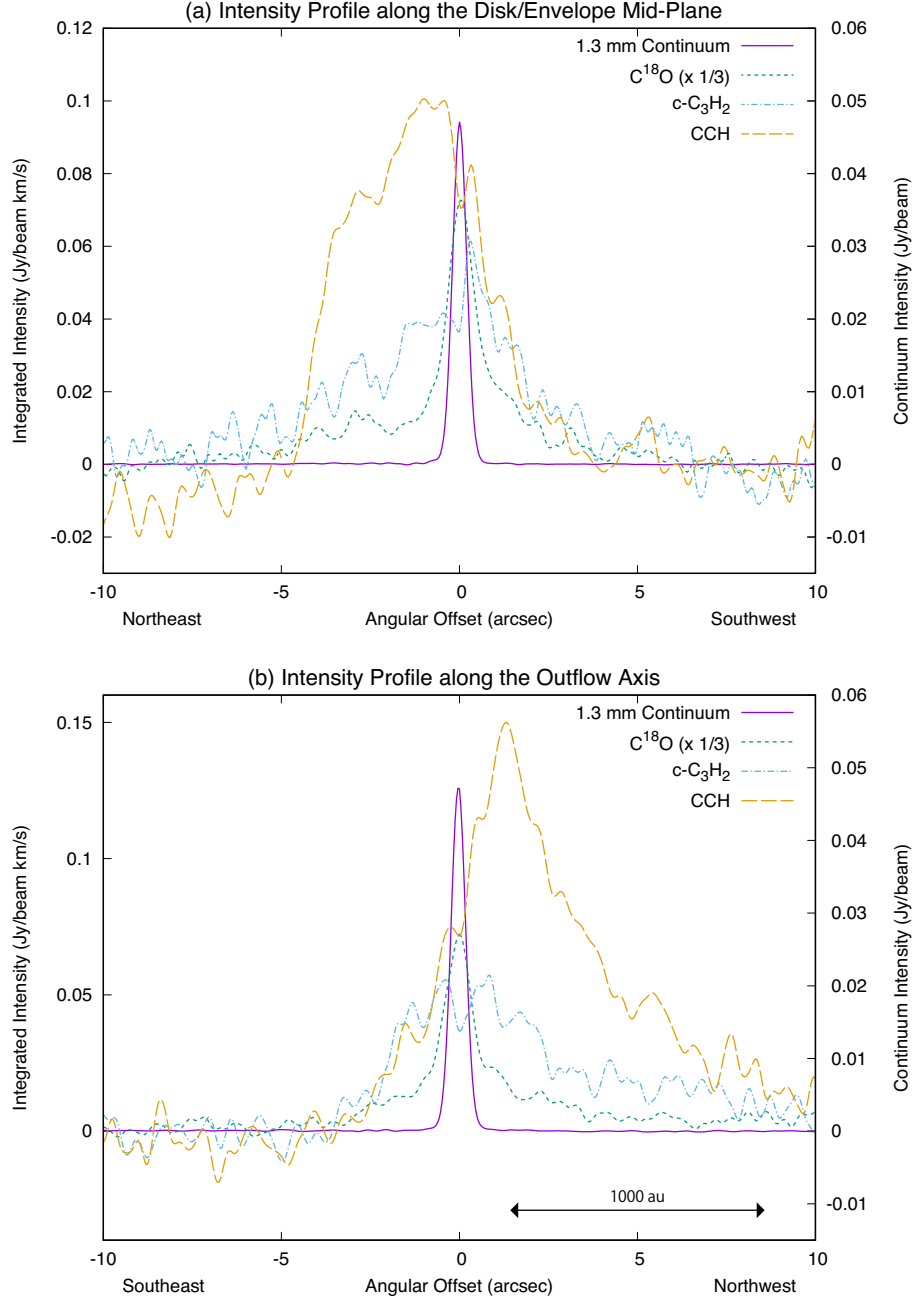 (a) Intensity Profile along the Disk/Envelope Mid-Plane
1.3 mm Continuum
C¹⁸O (x 1/3)
c-C₃H₂
CCH
0.12
0.1
0.08
0.06
0.04
0.02
0
-0.02
Integrated Intensity (Jy/beam km/s)
0.06
0.05
0.04
0.03
0.02
0.01
0
-0.01
Continuum Intensity (Jy/beam)
-10 -5 0 5 10
Northeast Angular Offset (arcsec) Southwest
(b) Intensity Profile along the Outflow Axis
1.3 mm Continuum
C¹⁸O (x 1/3)
c-C₃H₂
CCH
0.15
0.1
0.05
0
Integrated Intensity (Jy/beam km/s)
0.06
0.05
0.04
0.03
0.02
0.01
0
-0.01
Continuum Intensity (Jy/beam)
1000 au
-10 -5 0 5 10
Southeast Angular Offset (arcsec) Northwest